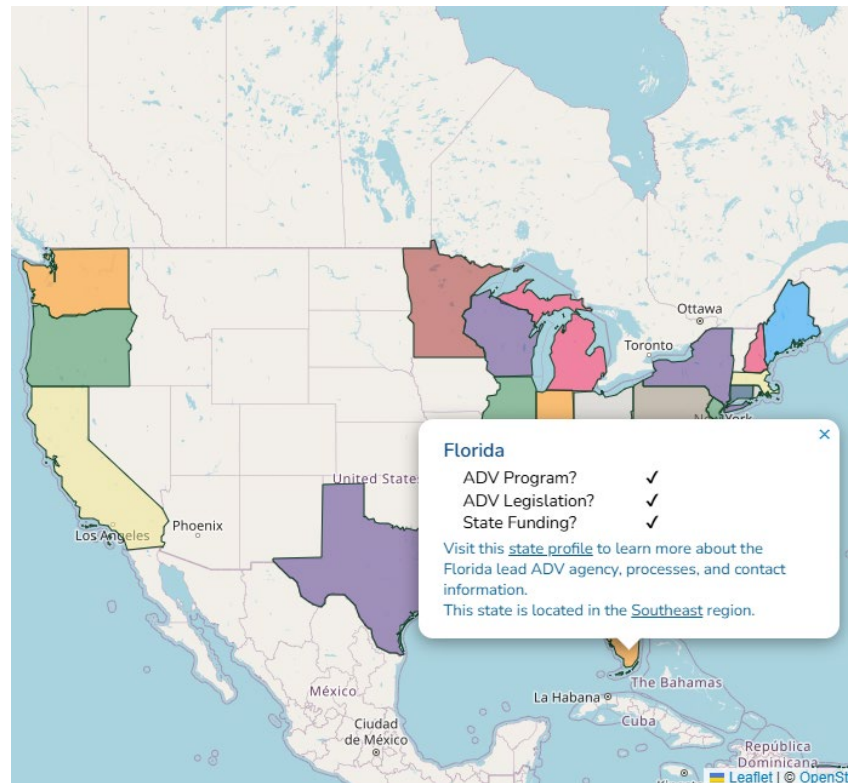 Ottawa
Toronto
New York
United States
Los Angeles
Phoenix
Florida
ADV Program? ✓
ADV Legislation? ✓
State Funding? ✓
Visit this state profile to learn more about the
Florida lead ADV agency, processes, and contact
information.
This state is located in the Southeast region.
×
México
Ciudad
de México
La Habana
The Bahamas
Cuba
República
Dominicana
Leaflet | © OpenSt